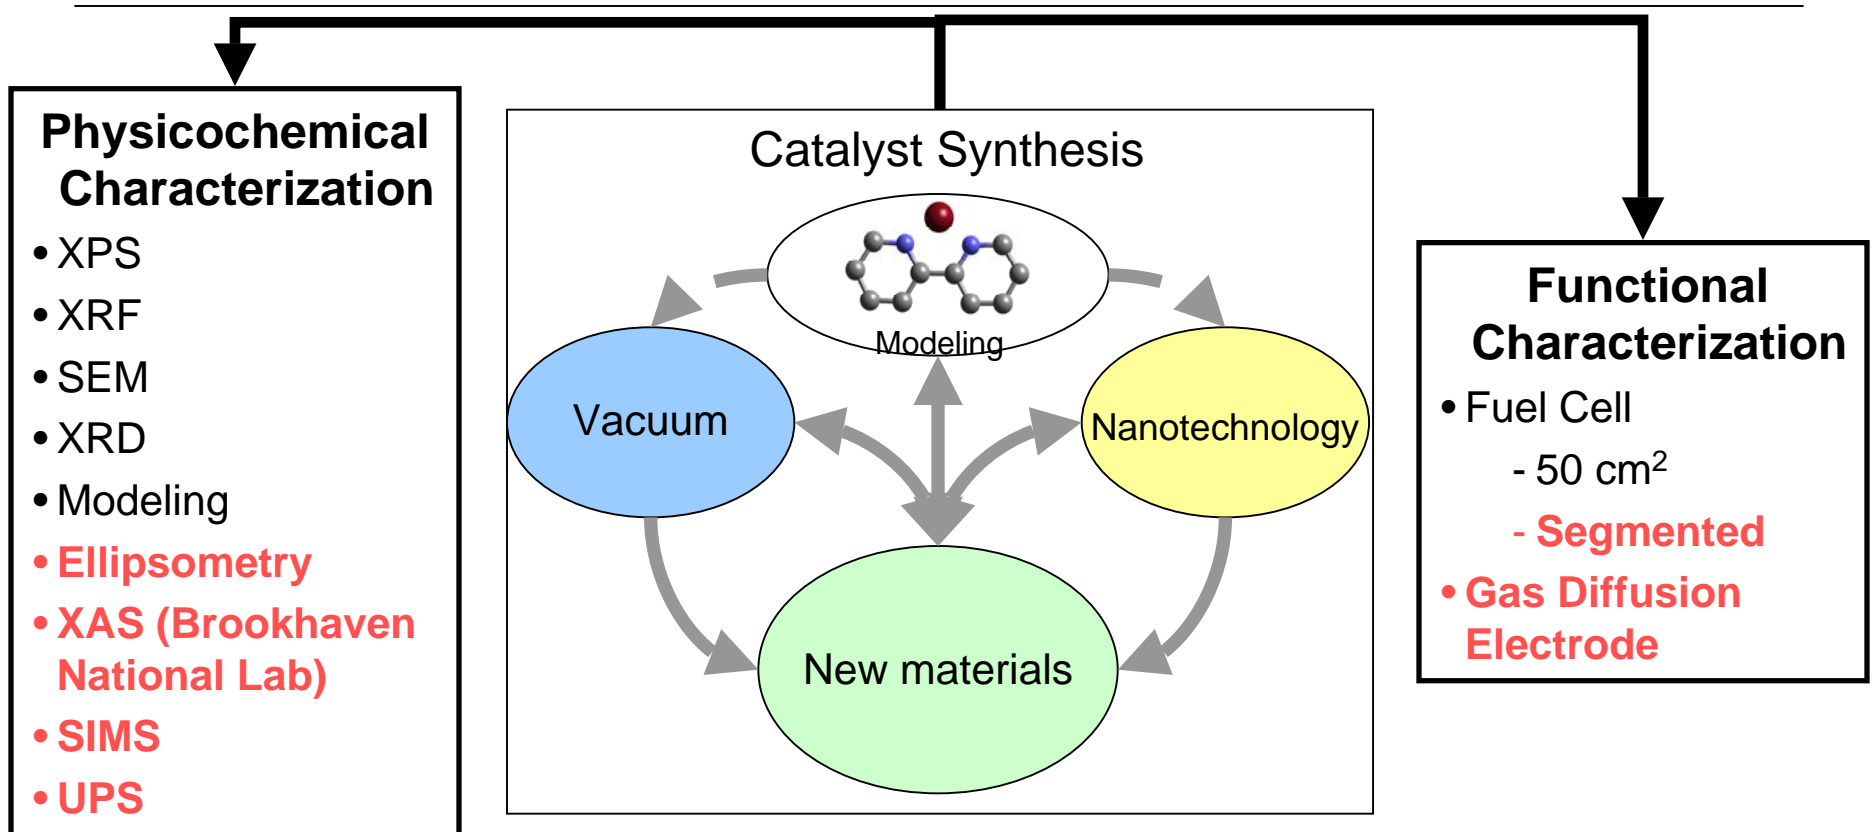 Physicochemical
Characterization
• XPS
• XRF
• SEM
• XRD
• Modeling
• Ellipsometry
• XAS (Brookhaven
National Lab)
• SIMS
• UPS
Catalyst Synthesis
Modeling
Vacuum
Nanotechnology
New materials
Functional
Characterization
• Fuel Cell
- 50 cm²
- Segmented
• Gas Diffusion
Electrode